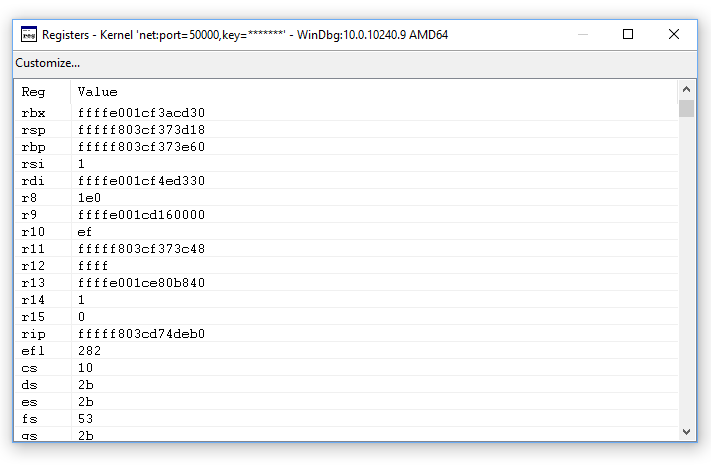 Registers - Kernel 'net:port=50000,key=*******' - WinDbg:10.0.10240.9 AMD64
Customize...
Reg Value
rbx ffffe001cf3acd30
rsp fffff803cf373d18
rbp fffff803cf373e60
rsi 1
rdi ffffe001cf4ed330
r8 1e0
r9 ffffe001cd160000
r10 ef
r11 fffff803cf373c48
r12 ffff
r13 ffffe001ce80b840
r14 1
r15 0
rip fffff803cd74deb0
efl 282
cs 10
ds 2b
es 2b
fs 53
gs 2b